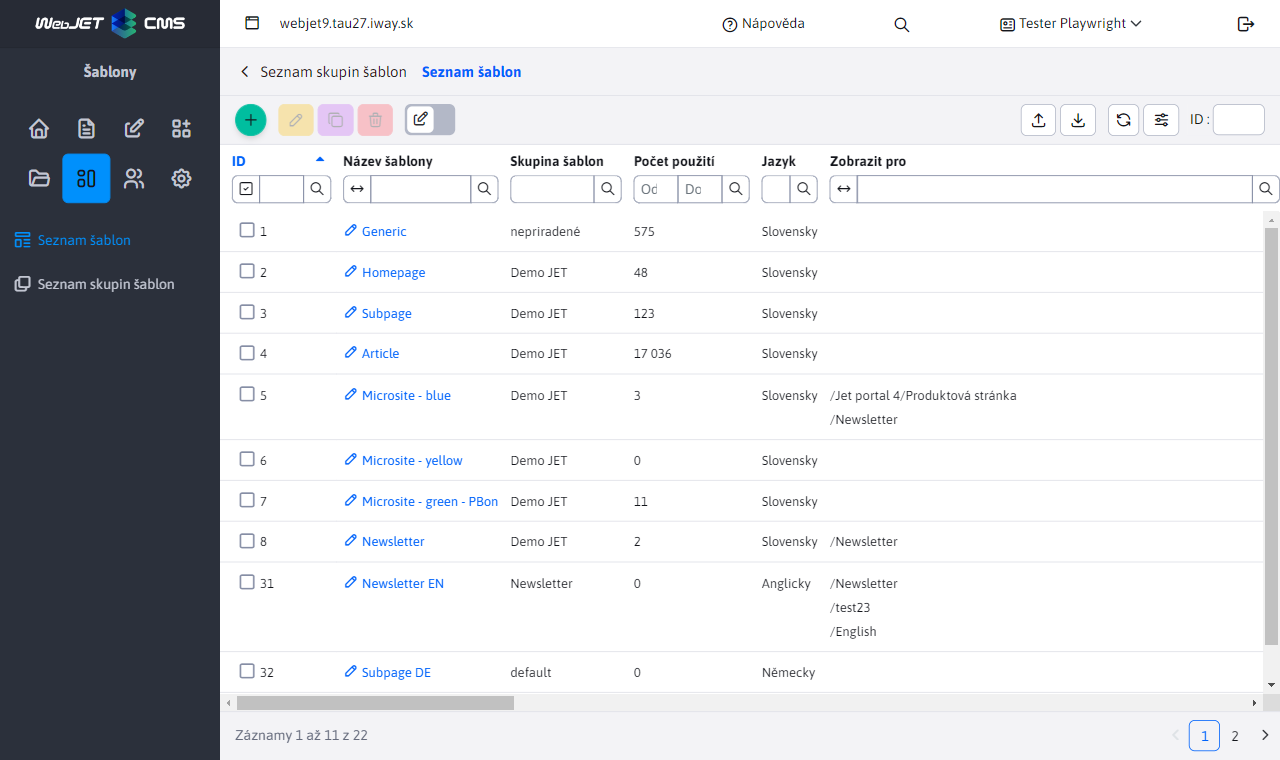 WebJET CMS
webjet9.tau27.iway.sk
Nápověda
Tester Playwright
Šablony
Seznam šablon
Seznam skupin šablon
Seznam skupin šablon Seznam šablon
ID :
ID Název šablony Skupina šablon Počet použití Jazyk Zobrazit pro
Od Do
1 Generic nepriradené 575 Slovensky
2 Homepage Demo JET 48 Slovensky
3 Subpage Demo JET 123 Slovensky
4 Article Demo JET 17 036 Slovensky
5 Microsite - blue Demo JET 3 Slovensky /Jet portal 4/Produktová stránka
/Newsletter
6 Microsite - yellow Demo JET 0 Slovensky
7 Microsite - green - PBon Demo JET 11 Slovensky
8 Newsletter Demo JET 2 Slovensky /Newsletter
31 Newsletter EN Newsletter 0 Anglicky /Newsletter
/test23
/English
32 Subpage DE default 0 Německy
Záznamy 1 až 11 z 22
1 2